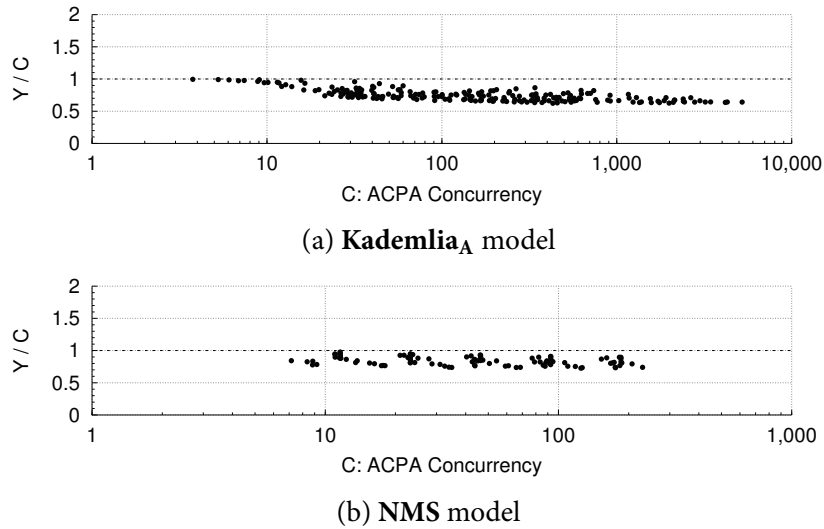 2
1.5
1
0.5
0
Y / C
1 10 100 1,000 10,000
C: ACPA Concurrency
(a) Kademlia_A model
2
1.5
1
0.5
0
Y / C
1 10 100 1,000
C: ACPA Concurrency
(b) NMS model